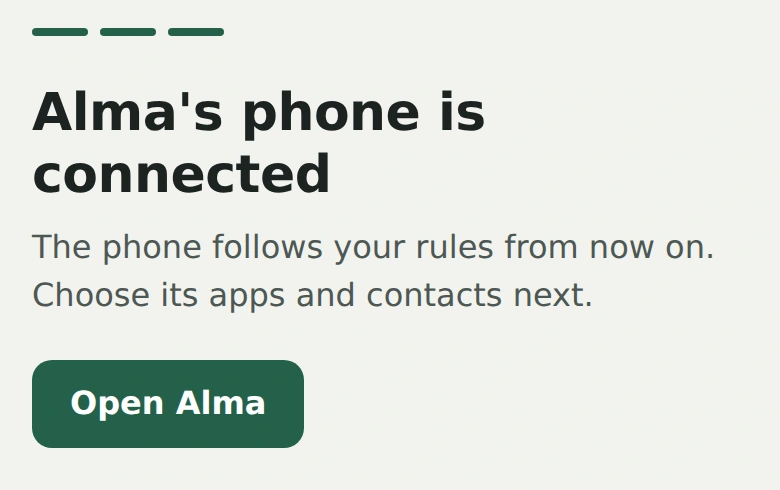 Alma's phone is
connected
The phone follows your rules from now on.
Choose its apps and contacts next.
Open Alma